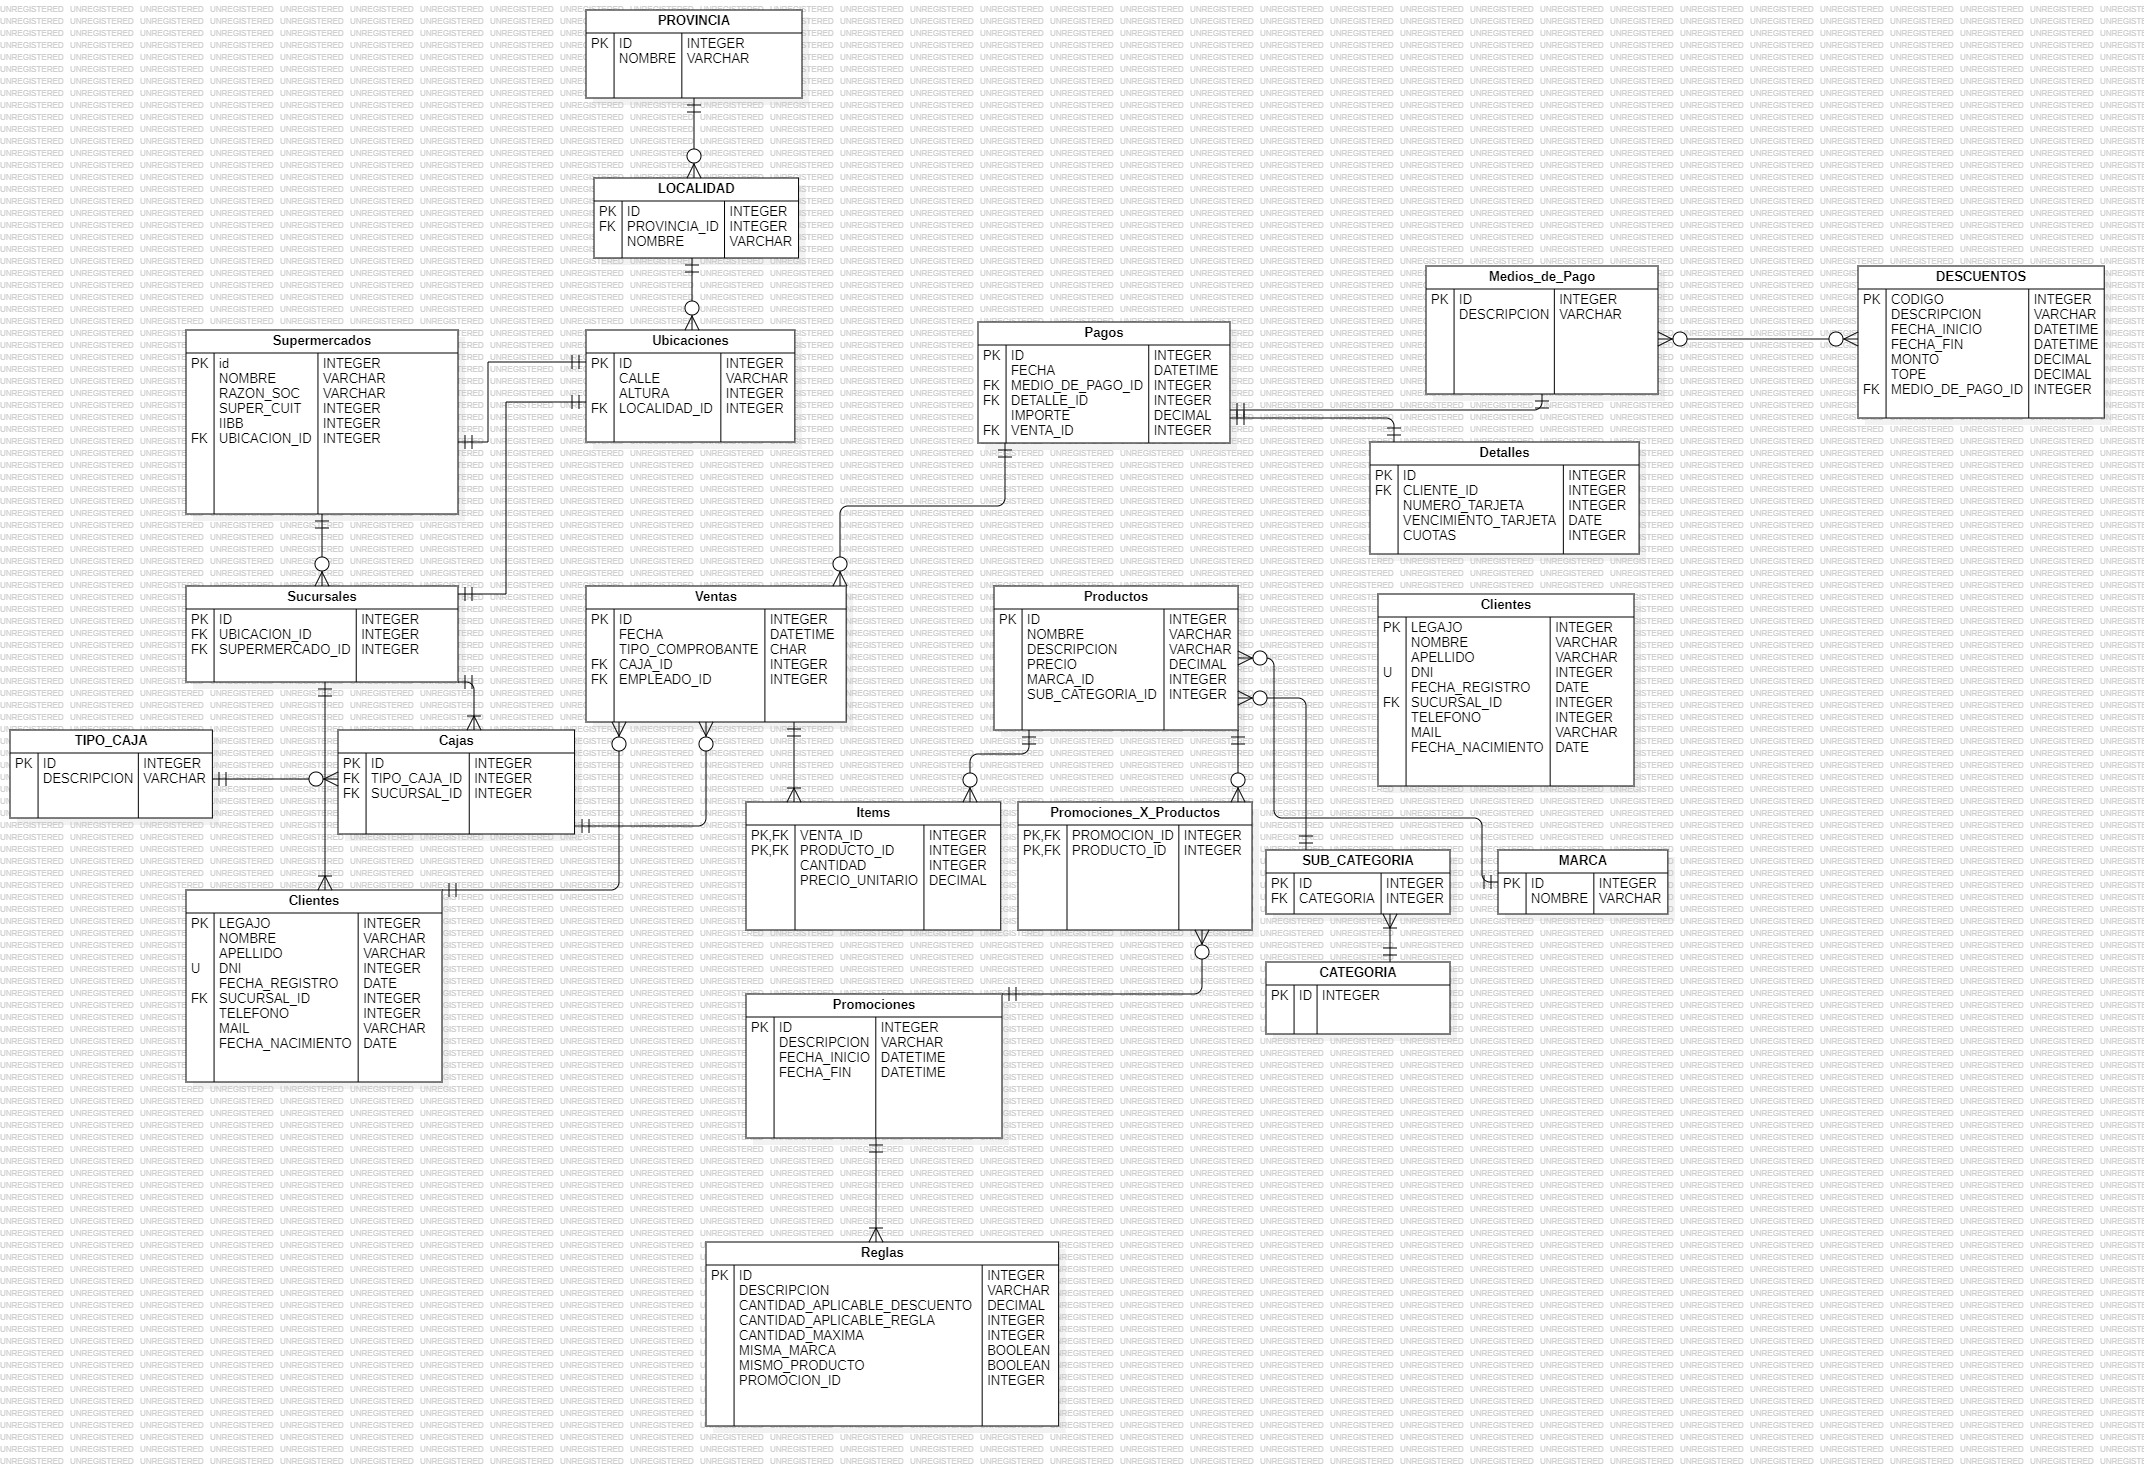 PROVINCIA
PK ID INTEGER
NOMBRE VARCHAR
LOCALIDAD
PK ID INTEGER
FK PROVINCIA_ID INTEGER
NOMBRE VARCHAR
Supermercados
PK id INTEGER
NOMBRE VARCHAR
RAZON_SOC VARCHAR
SUPER_CUIT INTEGER
IIBB INTEGER
FK UBICACION_ID INTEGER
Ubicaciones
PK ID INTEGER
CALLE VARCHAR
ALTURA INTEGER
FK LOCALIDAD_ID INTEGER
Pagos
PK ID INTEGER
FECHA DATETIME
FK MEDIO_DE_PAGO_ID INTEGER
FK DETALLE_ID INTEGER
IMPORTE DECIMAL
FK VENTA_ID INTEGER
Medios_de_Pago
PK ID INTEGER
DESCRIPCION VARCHAR
DESCUENTOS
PK CODIGO INTEGER
DESCRIPCION VARCHAR
FECHA_INICIO DATETIME
FECHA_FIN DATETIME
MONTO DECIMAL
TOPE DECIMAL
FK MEDIO_DE_PAGO_ID INTEGER
Detalles
PK ID INTEGER
FK CLIENTE_ID INTEGER
NUMERO_TARJETA INTEGER
VENCIMIENTO_TARJETA DATE
CUOTAS INTEGER
Sucursales
PK ID INTEGER
FK UBICACION_ID INTEGER
FK SUPERMERCADO_ID INTEGER
Ventas
PK ID INTEGER
FECHA DATETIME
TIPO_COMPROBANTE CHAR
FK CAJA_ID INTEGER
FK EMPLEADO_ID INTEGER
Productos
PK ID INTEGER
NOMBRE VARCHAR
DESCRIPCION VARCHAR
PRECIO DECIMAL
MARCA_ID INTEGER
SUB_CATEGORIA_ID INTEGER
Clientes
PK LEGAJO INTEGER
NOMBRE VARCHAR
APELLIDO VARCHAR
U DNI INTEGER
FECHA_REGISTRO DATE
FK SUCURSAL_ID INTEGER
TELEFONO INTEGER
MAIL VARCHAR
FECHA_NACIMIENTO DATE
TIPO_CAJA
PK ID INTEGER
DESCRIPCION VARCHAR
Cajas
PK ID INTEGER
FK TIPO_CAJA_ID INTEGER
FK SUCURSAL_ID INTEGER
Items
PK,FK VENTA_ID INTEGER
PK,FK PRODUCTO_ID INTEGER
CANTIDAD INTEGER
PRECIO_UNITARIO DECIMAL
Promociones_X_Productos
PK,FK PROMOCION_ID INTEGER
PK,FK PRODUCTO_ID INTEGER
SUB_CATEGORIA
PK ID INTEGER
FK CATEGORIA INTEGER
MARCA
PK ID INTEGER
NOMBRE VARCHAR
Clientes
PK LEGAJO INTEGER
NOMBRE VARCHAR
APELLIDO VARCHAR
U DNI INTEGER
FECHA_REGISTRO DATE
FK SUCURSAL_ID INTEGER
TELEFONO INTEGER
MAIL VARCHAR
FECHA_NACIMIENTO DATE
CATEGORIA
PK ID INTEGER
Promociones
PK ID INTEGER
DESCRIPCION VARCHAR
FECHA_INICIO DATETIME
FECHA_FIN DATETIME
Reglas
PK ID INTEGER
DESCRIPCION VARCHAR
CANTIDAD_APLICABLE_DESCUENTO DECIMAL
CANTIDAD_APLICABLE_REGLA INTEGER
CANTIDAD_MAXIMA INTEGER
MISMA_MARCA BOOLEAN
MISMO_PRODUCTO BOOLEAN
PROMOCION_ID INTEGER
UNREGISTERED